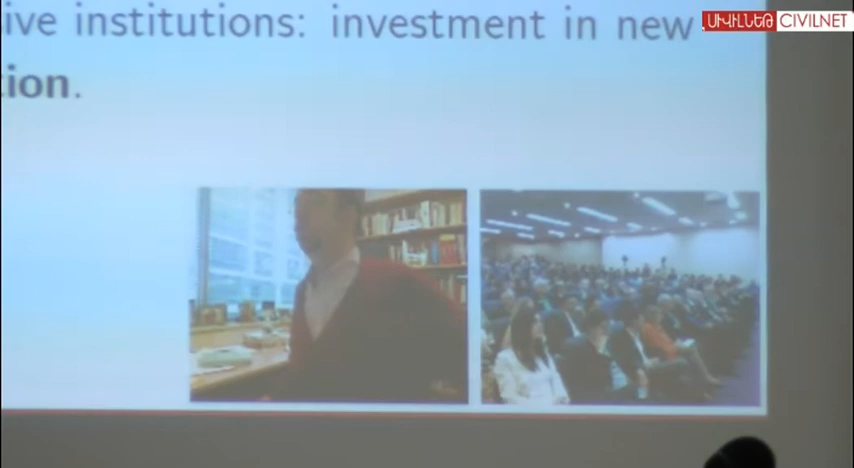 ive institutions: investment in new
tion.
ՍԻՎԻԼՆԵԹ CIVILNET